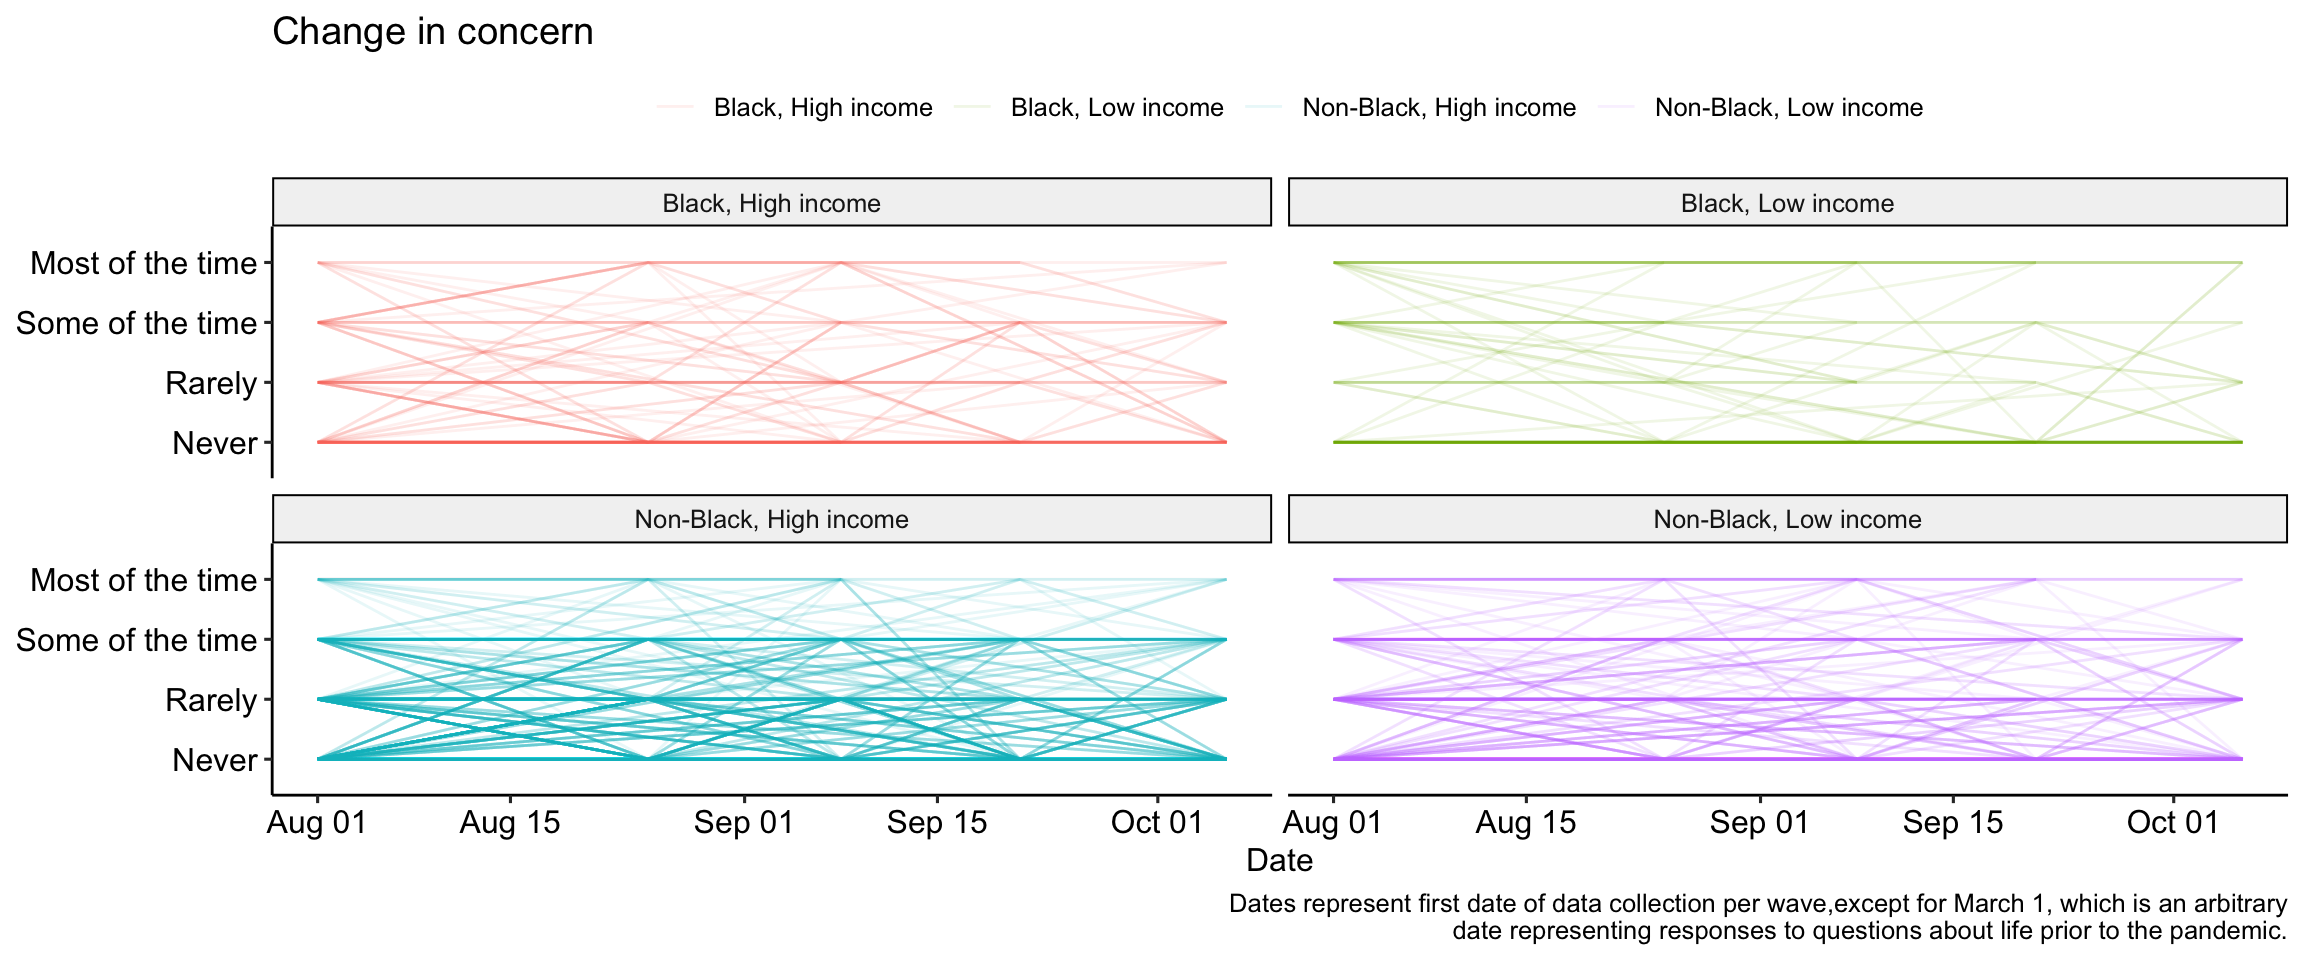 Change in concern
Black, High income Black, Low income Non-Black, High income Non-Black, Low income
Black, High income Black, Low income
Most of the time
Some of the time
Rarely
Never
Non-Black, High income Non-Black, Low income
Most of the time
Some of the time
Rarely
Never
Aug 01 Aug 15 Sep 01 Sep 15 Oct 01 Aug 01 Aug 15 Sep 01 Sep 15 Oct 01
Date
Dates represent first date of data collection per wave,except for March 1, which is an arbitrary
date representing responses to questions about life prior to the pandemic.